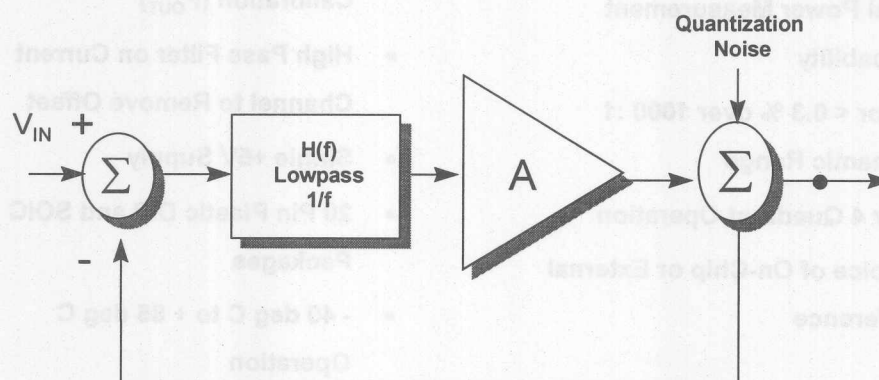 Quantization
Noise
V_IN +
Σ
H(f)
Lowpass
1/f
A
Σ
-